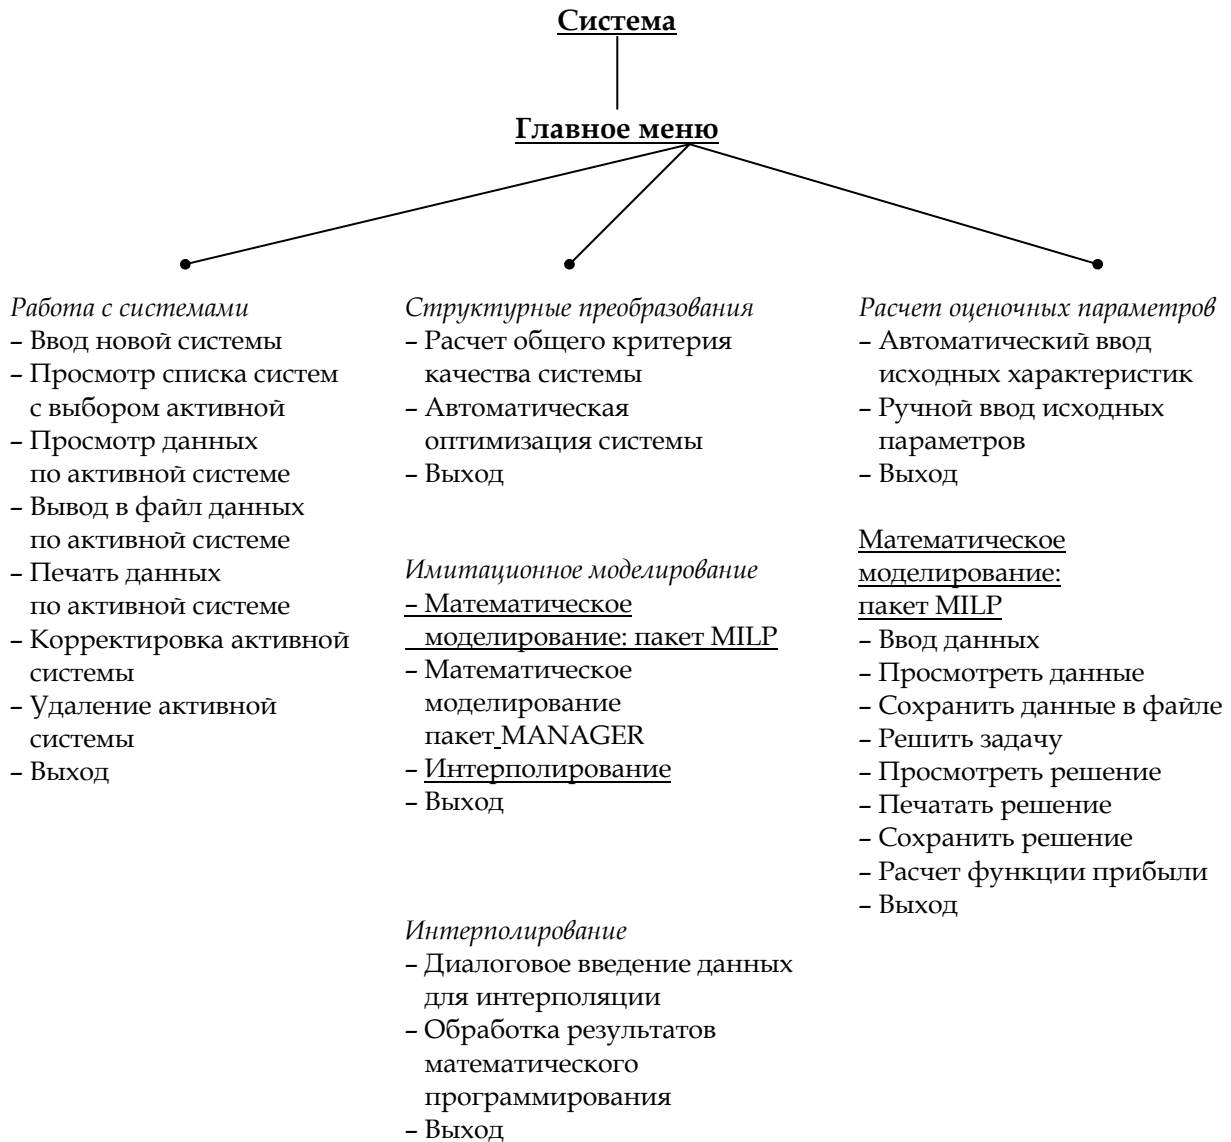 Система
Главное меню
Работа с системами
– Ввод новой системы
– Просмотр списка систем
с выбором активной
– Просмотр данных
по активной системе
– Вывод в файл данных
по активной системе
– Печать данных
по активной системе
– Корректировка активной
системы
– Удаление активной
системы
– Выход
Структурные преобразования
– Расчет общего критерия
качества системы
– Автоматическая
оптимизация системы
– Выход
Имитационное моделирование
– Математическое
моделирование: пакет MILP
– Математическое
моделирование
пакет MANAGER
– Интерполирование
– Выход
Интерполирование
– Диалоговое введение данных
для интерполяции
– Обработка результатов
математического
программирования
– Выход
Расчет оценочных параметров
– Автоматический ввод
исходных характеристик
– Ручной ввод исходных
параметров
– Выход
Математическое
моделирование:
пакет MILP
– Ввод данных
– Просмотреть данные
– Сохранить данные в файле
– Решить задачу
– Просмотреть решение
– Печатать решение
– Сохранить решение
– Расчет функции прибыли
– Выход